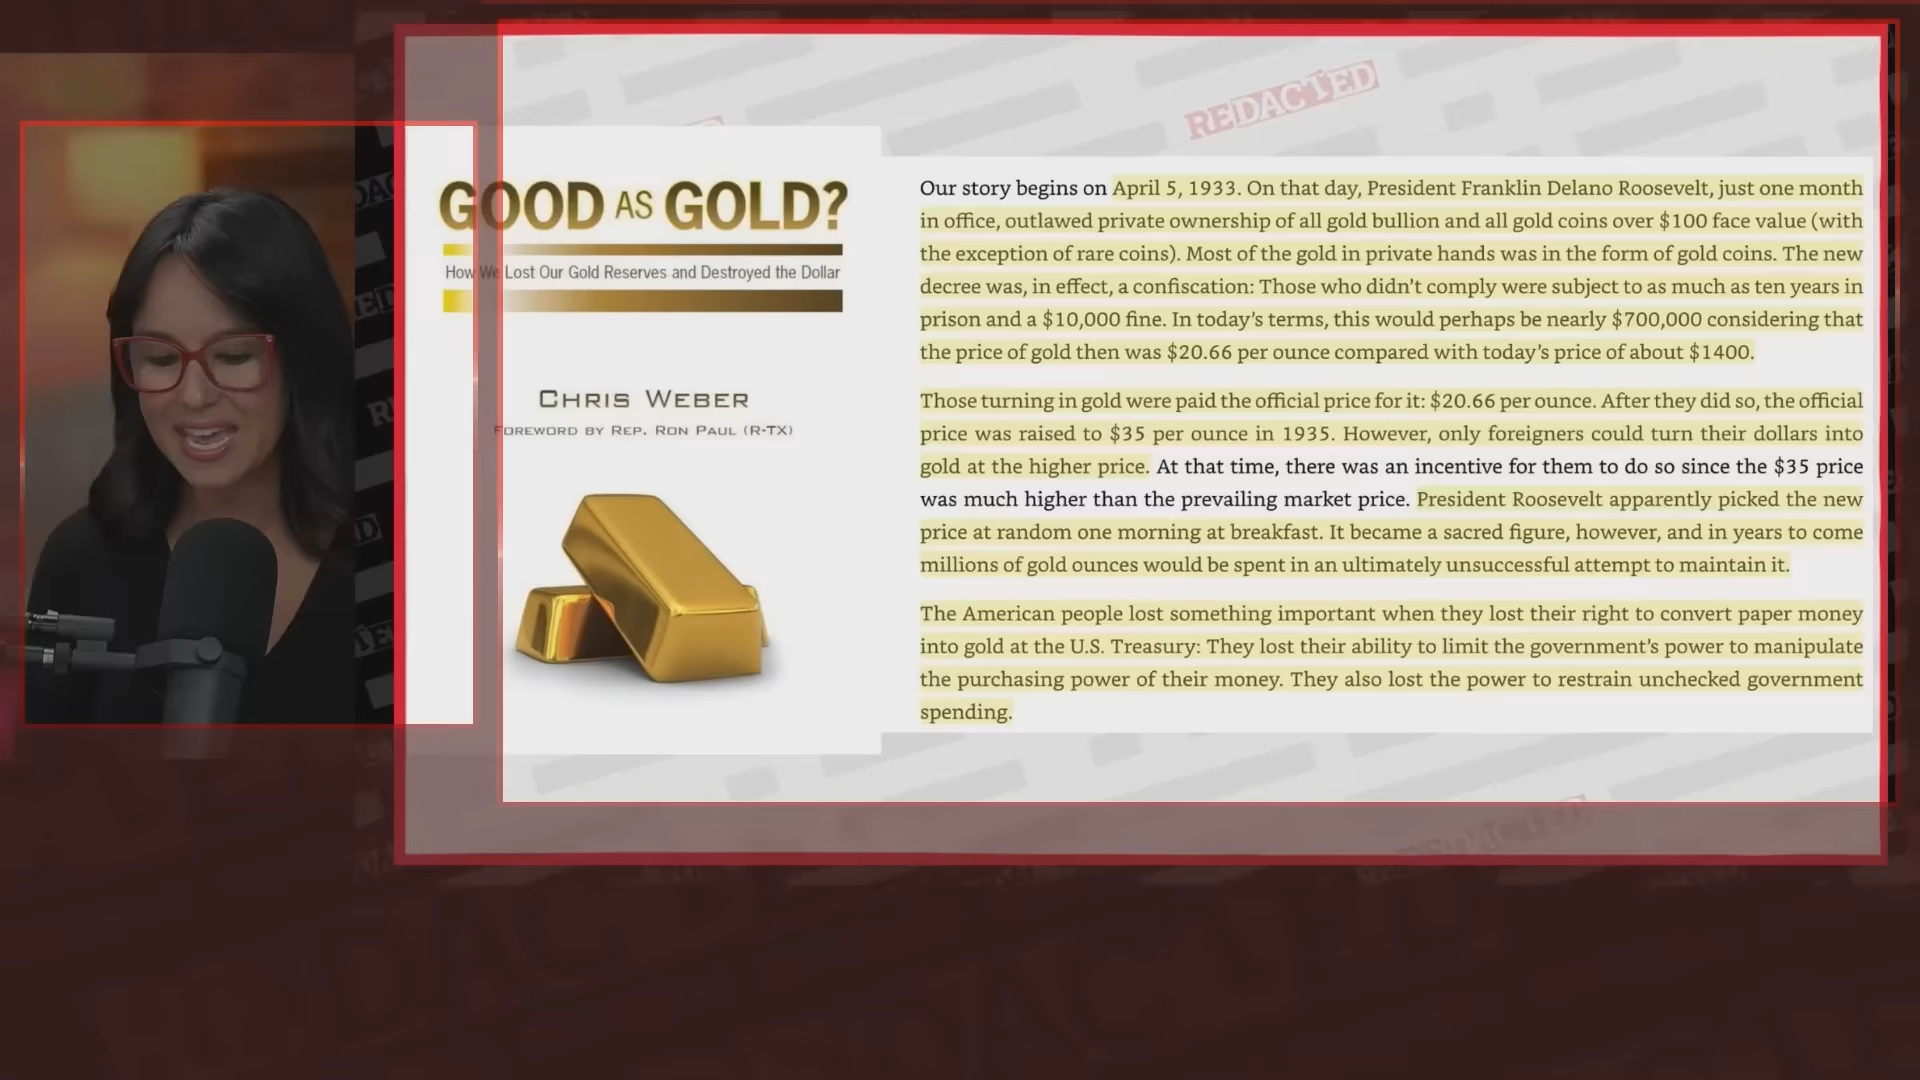 REDACTED
GOOD AS GOLD?
How We Lost Our Gold Reserves and Destroyed the Dollar
CHRIS WEBER
FOREWORD BY REP. RON PAUL (R-TX)
Our story begins on April 5, 1933. On that day, President Franklin Delano Roosevelt, just one month
in office, outlawed private ownership of all gold bullion and all gold coins over $100 face value (with
the exception of rare coins). Most of the gold in private hands was in the form of gold coins. The new
decree was, in effect, a confiscation: Those who didn't comply were subject to as much as ten years in
prison and a $10,000 fine. In today's terms, this would perhaps be nearly $700,000 considering that
the price of gold then was $20.66 per ounce compared with today's price of about $1400.
Those turning in gold were paid the official price for it: $20.66 per ounce. After they did so, the official
price was raised to $35 per ounce in 1935. However, only foreigners could turn their dollars into
gold at the higher price. At that time, there was an incentive for them to do so since the $35 price
was much higher than the prevailing market price. President Roosevelt apparently picked the new
price at random one morning at breakfast. It became a sacred figure, however, and in years to come
millions of gold ounces would be spent in an ultimately unsuccessful attempt to maintain it.
The American people lost something important when they lost their right to convert paper money
into gold at the U.S. Treasury: They lost their ability to limit the government's power to manipulate
the purchasing power of their money. They also lost the power to restrain unchecked government
spending.